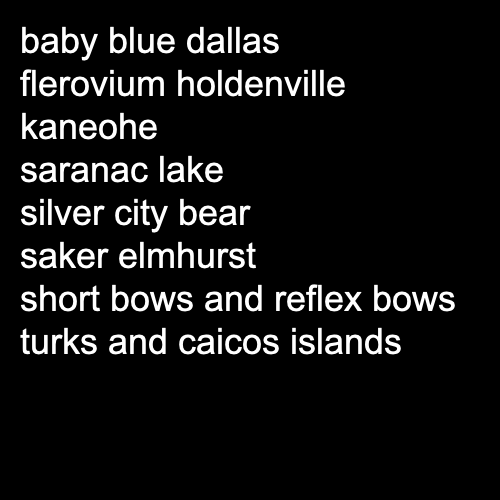 baby blue dallas
flerovium holdenville
kaneohe
saranac lake
silver city bear
saker elmhurst
short bows and reflex bows
turks and caicos islands